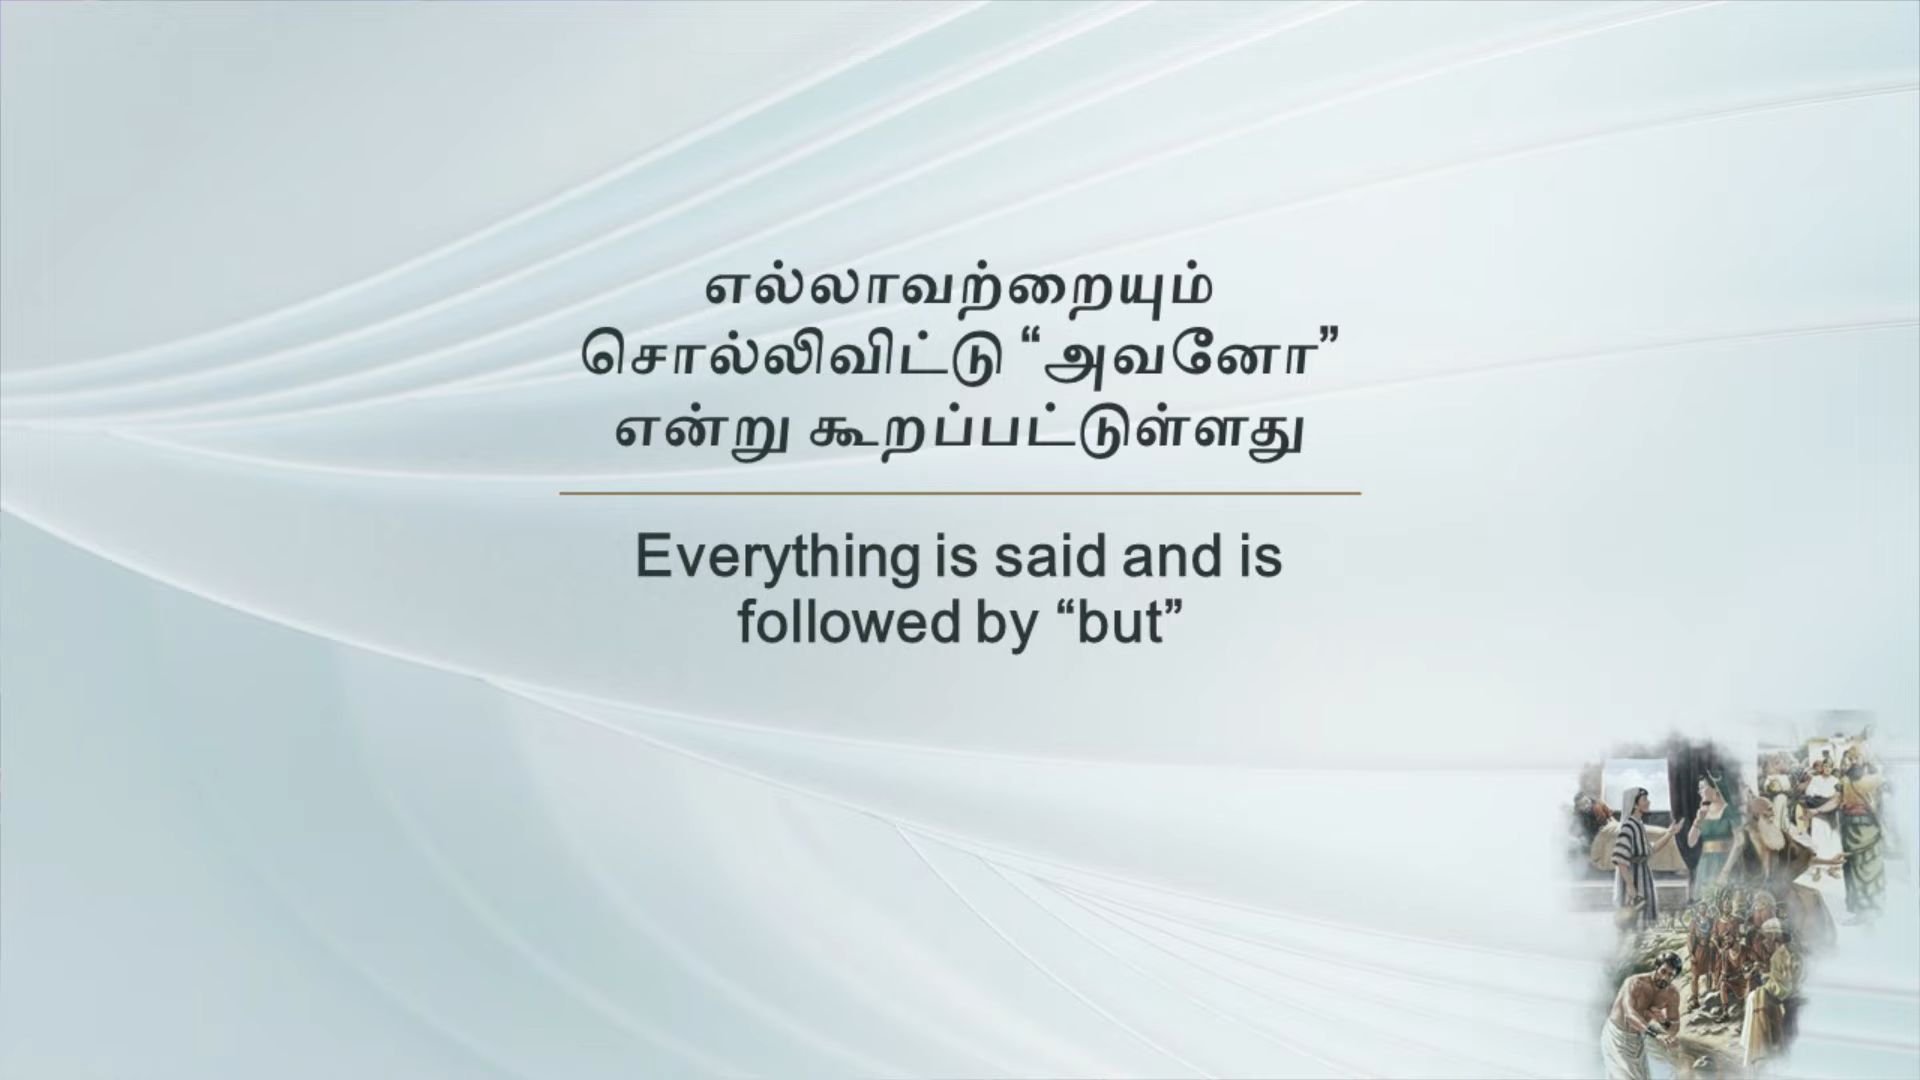 எல்லாவற்றையும்
சொல்லிவிட்டு “அவனோ”
என்று கூறப்பட்டுள்ளது
Everything is said and is
followed by “but”